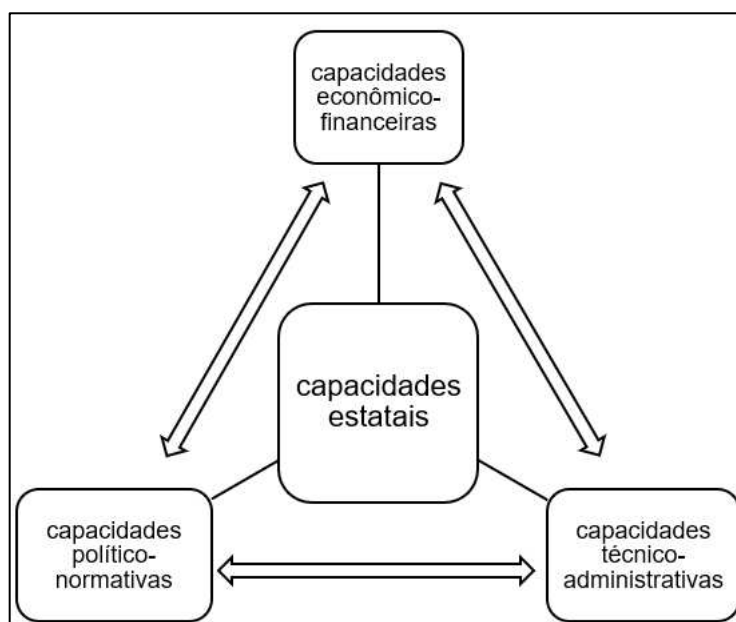 capacidades
econômico-
financeiras
capacidades
estatais
capacidades
político-
normativas
capacidades
técnico-
administrativas